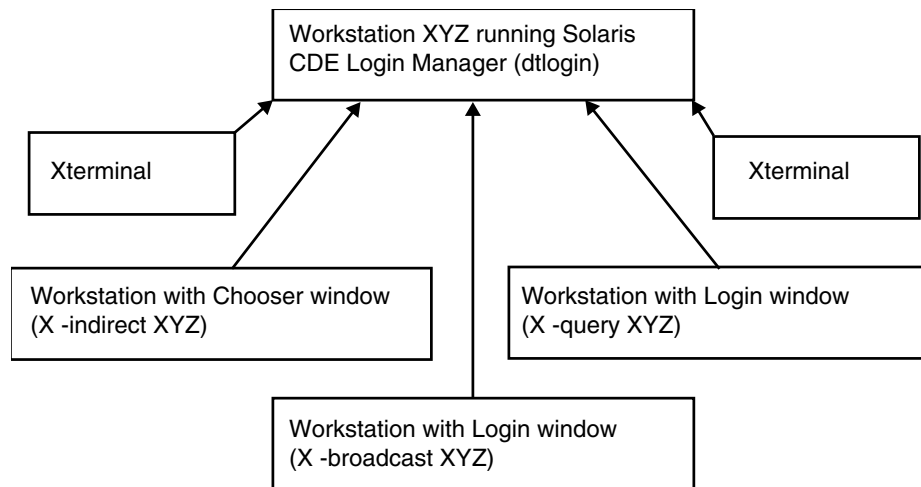 Workstation XYZ running Solaris
CDE Login Manager (dtlogin)
Xterminal
Xterminal
Workstation with Chooser window
(X -indirect XYZ)
Workstation with Login window
(X -query XYZ)
Workstation with Login window
(X -broadcast XYZ)